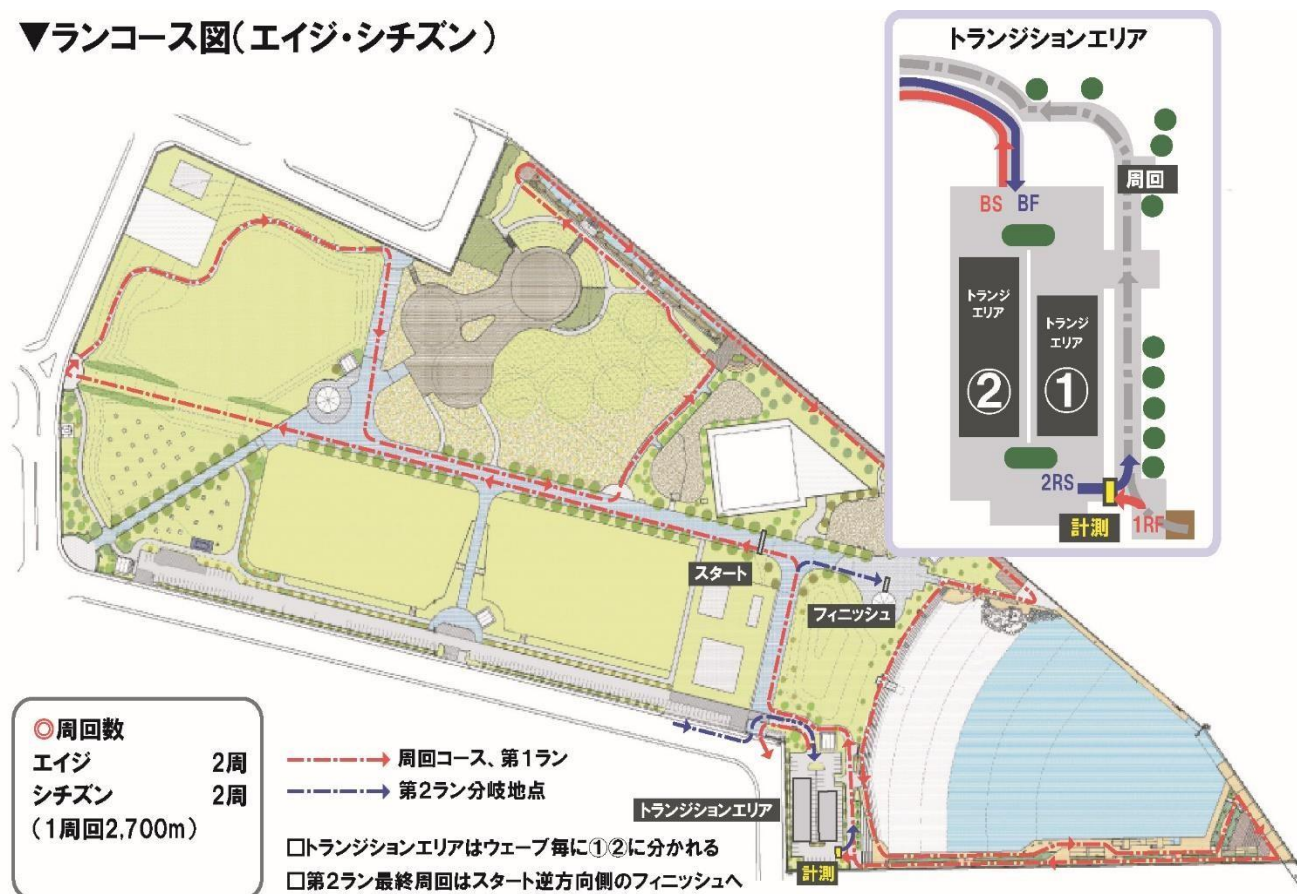 ▼ランコース図(エイジ・シチズン)
トランジションエリア
周回
BS BF
トランジ
エリア
②
トランジ
エリア
①
2RS
計測
1RF
スタート
フィニッシュ
◎周回数
エイジ 2周
シチズン 2周
(1周回2,700m)
周回コース、第1ラン
第2ラン分岐地点
トランジションエリア
計測
□トランジションエリアはウェーブ毎に①②に分かれる
□第2ラン最終周回はスタート逆方向側のフィニッシュへ